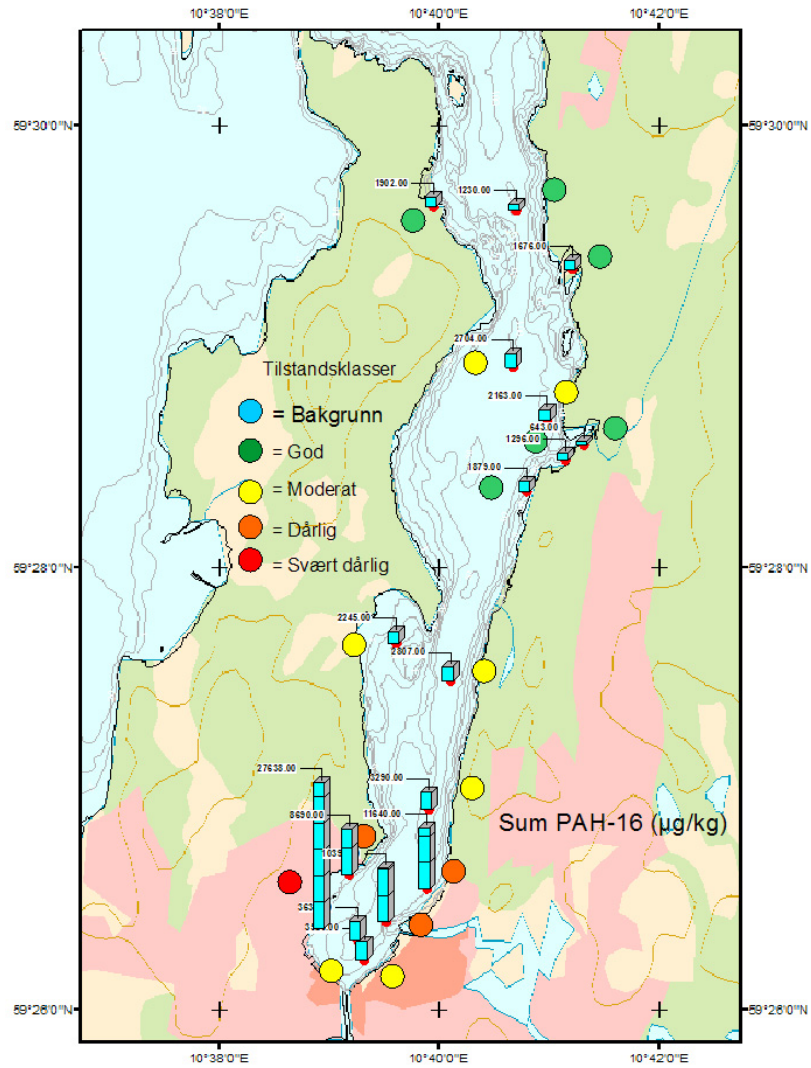 10°38'0"E 10°40'0"E 10°42'0"E
59°30'0"N 59°30'0"N
1902.00
1230.00
1676.00
2704.00
Tilstandsklasser
= Bakgrunn
= God
= Moderat
= Dårlig
= Svært dårlig
2163.00
643.00
1296.00
1879.00
59°28'0"N 59°28'0"N
2245.00
2807.00
27638.00
3290.00
8690.00
11640.00
Sum PAH-16 (µg/kg)
59°26'0"N 59°26'0"N
10°38'0"E 10°40'0"E 10°42'0"E